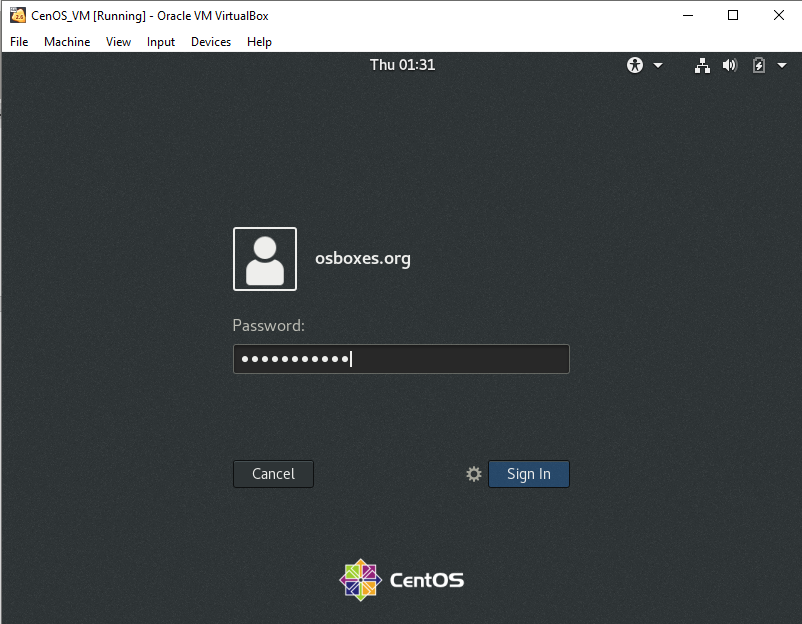 CenOS_VM [Running] - Oracle VM VirtualBox
File Machine View Input Devices Help
Thu 01:31
osboxes.org
Password:
●●●●●●●●●●●
Cancel Sign In
CentOS